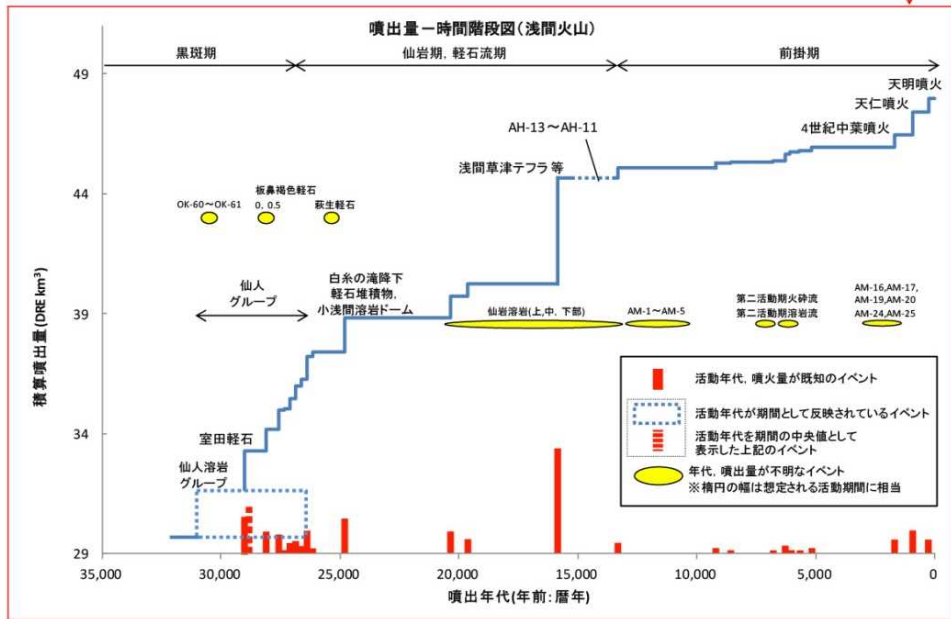 噴出量－時間階段図(浅間火山)
黒斑期
仙岩期, 軽石流期
前掛期
49
44
39
34
29
積算噴出量(DRE km³)
天明噴火
天仁噴火
4世紀中葉噴火
AH-13～AH-11
浅間草津テフラ等
OK-60～OK-61
板鼻褐色軽石
0, 0.5
萩生軽石
仙人
グループ
白糸の滝降下
軽石堆積物,
小浅間溶岩ドーム
仙岩溶岩(上,中, 下部)
AM-1～AM-5
第二活動期火砕流
第二活動期溶岩流
AM-16,AM-17,
AM-19,AM-20
AM-24,AM-25
室田軽石
仙人溶岩
グループ
活動年代, 噴火量が既知のイベント
活動年代が期間として反映されているイベント
活動年代を期間の中央値として
表示した上記のイベント
年代, 噴出量が不明なイベント
※楕円の幅は想定される活動期間に相当
35,000
30,000
25,000
20,000
15,000
10,000
5,000
0
噴出年代(年前:暦年)